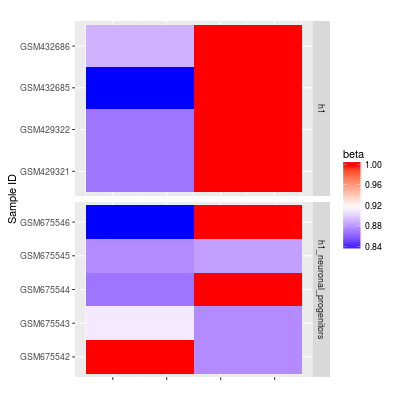 GSM432686
GSM432685
GSM429322
GSM429321
h1
GSM675546
GSM675545
GSM675544
GSM675543
GSM675542
h1_neuronal_progenitors
Sample ID
beta
1.00
0.96
0.92
0.88
0.84